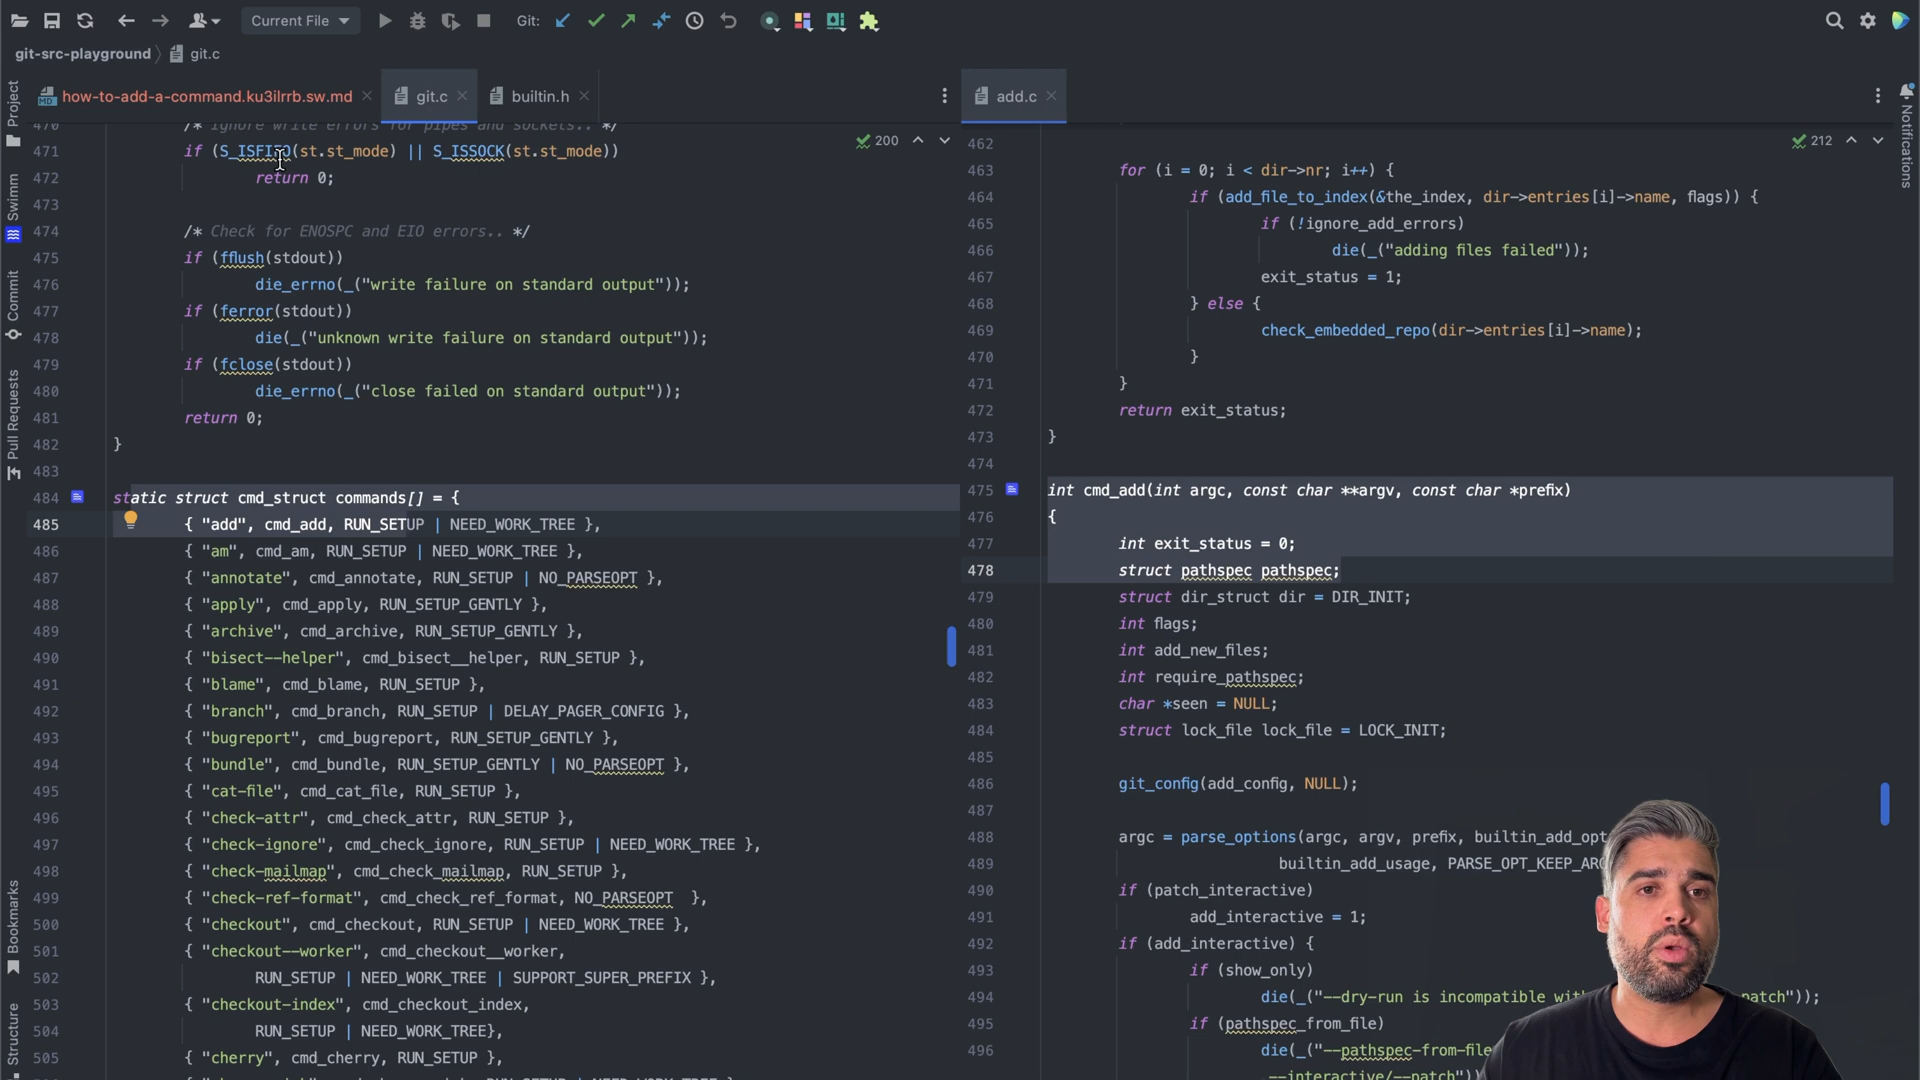 Current File
Git:
git-src-playground
git.c
how-to-add-a-command.ku3ilrrb.sw.md
git.c
builtin.h
add.c
Project
Swimm
Commit
Pull Requests
Bookmarks
Structure
Notifications
200
212
470 /* Ignore write errors for pipes and sockets.. */
471 if (S_ISFIFO(st.st_mode) || S_ISSOCK(st.st_mode))
472 return 0;
473
474 /* Check for ENOSPC and EIO errors.. */
475 if (fflush(stdout))
476 die_errno(_("write failure on standard output"));
477 if (ferror(stdout))
478 die(_("unknown write failure on standard output"));
479 if (fclose(stdout))
480 die_errno(_("close failed on standard output"));
481 return 0;
482 }
483
484 static struct cmd_struct commands[] = {
485 { "add", cmd_add, RUN_SETUP | NEED_WORK_TREE },
486 { "am", cmd_am, RUN_SETUP | NEED_WORK_TREE },
487 { "annotate", cmd_annotate, RUN_SETUP | NO_PARSEOPT },
488 { "apply", cmd_apply, RUN_SETUP_GENTLY },
489 { "archive", cmd_archive, RUN_SETUP_GENTLY },
490 { "bisect--helper", cmd_bisect__helper, RUN_SETUP },
491 { "blame", cmd_blame, RUN_SETUP },
492 { "branch", cmd_branch, RUN_SETUP | DELAY_PAGER_CONFIG },
493 { "bugreport", cmd_bugreport, RUN_SETUP_GENTLY },
494 { "bundle", cmd_bundle, RUN_SETUP_GENTLY | NO_PARSEOPT },
495 { "cat-file", cmd_cat_file, RUN_SETUP },
496 { "check-attr", cmd_check_attr, RUN_SETUP },
497 { "check-ignore", cmd_check_ignore, RUN_SETUP | NEED_WORK_TREE },
498 { "check-mailmap", cmd_check_mailmap, RUN_SETUP },
499 { "check-ref-format", cmd_check_ref_format, NO_PARSEOPT },
500 { "checkout", cmd_checkout, RUN_SETUP | NEED_WORK_TREE },
501 { "checkout--worker", cmd_checkout__worker,
502 RUN_SETUP | NEED_WORK_TREE | SUPPORT_SUPER_PREFIX },
503 { "checkout-index", cmd_checkout_index,
504 RUN_SETUP | NEED_WORK_TREE},
505 { "cherry", cmd_cherry, RUN_SETUP },
462
463 for (i = 0; i < dir->nr; i++) {
464 if (add_file_to_index(&the_index, dir->entries[i]->name, flags)) {
465 if (!ignore_add_errors)
466 die(_("adding files failed"));
467 exit_status = 1;
468 } else {
469 check_embedded_repo(dir->entries[i]->name);
470 }
471 }
472 return exit_status;
473 }
474
475 int cmd_add(int argc, const char **argv, const char *prefix)
476 {
477 int exit_status = 0;
478 struct pathspec pathspec;
479 struct dir_struct dir = DIR_INIT;
480 int flags;
481 int add_new_files;
482 int require_pathspec;
483 char *seen = NULL;
484 struct lock_file lock_file = LOCK_INIT;
485
486 git_config(add_config, NULL);
487
488 argc = parse_options(argc, argv, prefix, builtin_add_opt
489 builtin_add_usage, PARSE_OPT_KEEP_AR
490 if (patch_interactive)
491 add_interactive = 1;
492 if (add_interactive) {
493 if (show_only)
494 die(_("--dry-run is incompatible wit patch"));
495 if (pathspec_from_file)
496 die(_("--pathspec-from-file
--interactive/--patch"))